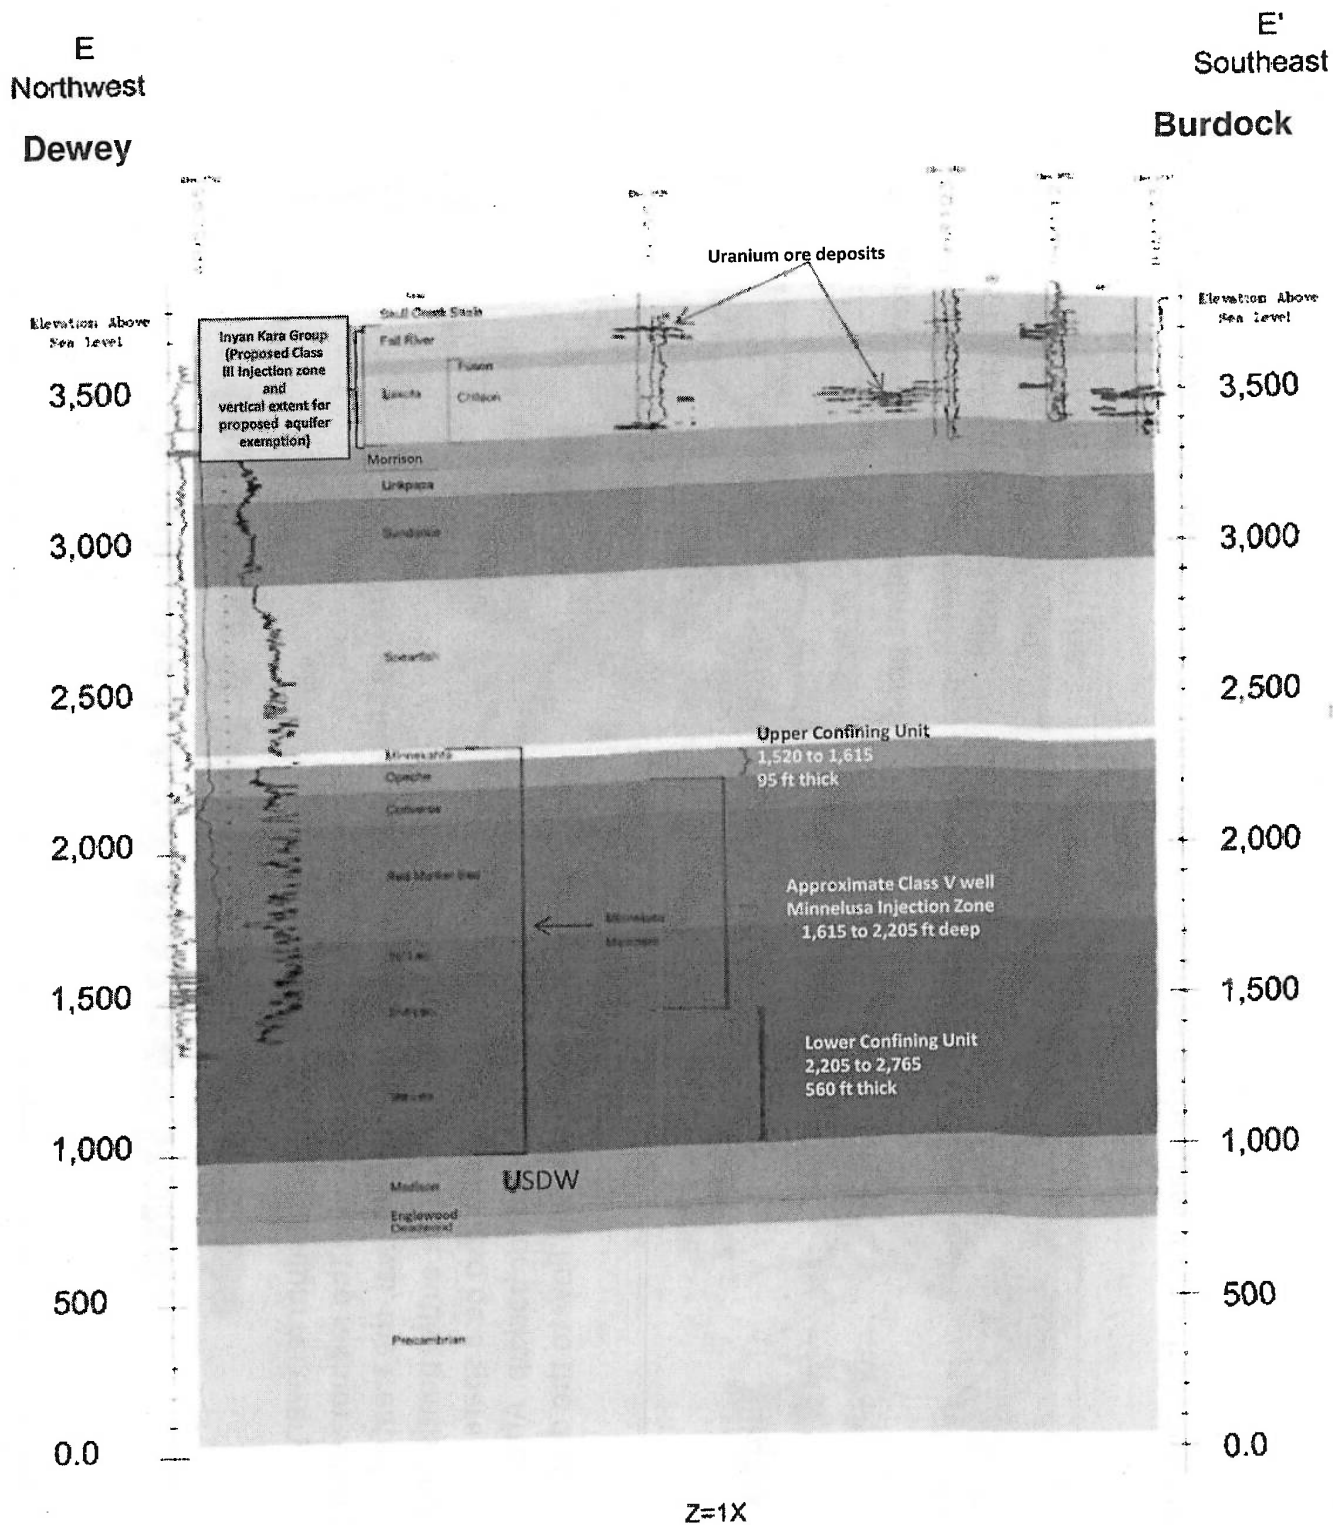 E
Northwest
Dewey
E'
Southeast
Burdock
Uranium ore deposits
Elevation Above
Sea Level
Elevation Above
Sea Level
Inyan Kara Group
(Proposed Class
III Injection zone
and
vertical extent for
proposed aquifer
exemption)
Skull Creek Shale
Fall River
Fuson
Lakota
Chilson
Morrison
Unkpapa
Sundance
Spearfish
Minnekahta
Opeche
Converse
Red Marker Bed
Minnelusa
Madison
Englewood
Deadwood
Precambrian
3,500
3,000
2,500
2,000
1,500
1,000
500
0.0
3,500
3,000
2,500
2,000
1,500
1,000
500
0.0
Upper Confining Unit
1,520 to 1,615
95 ft thick
Approximate Class V well
Minnelusa Injection Zone
1,615 to 2,205 ft deep
Lower Confining Unit
2,205 to 2,765
560 ft thick
USDW
Z=1X